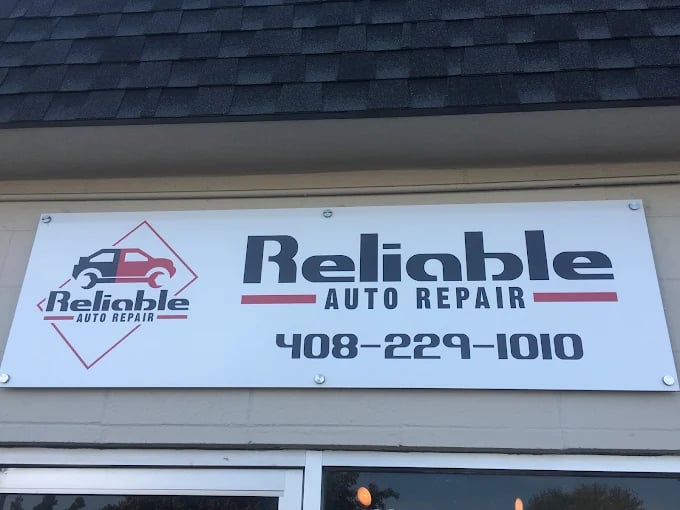 Reliable
AUTO REPAIR
Reliable
AUTO REPAIR
408-229-1010